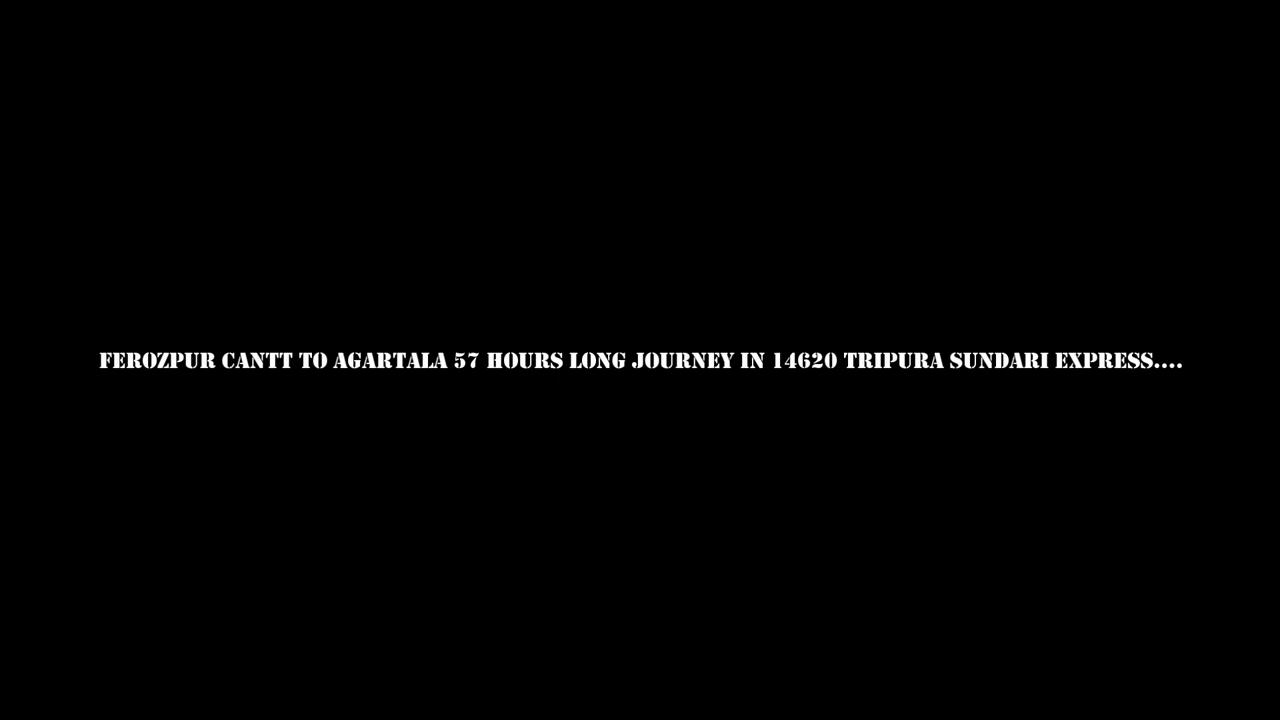 FEROZPUR CANTT TO AGARTALA 57 HOURS LONG JOURNEY IN 14620 TRIPURA SUNDARI EXPRESS....